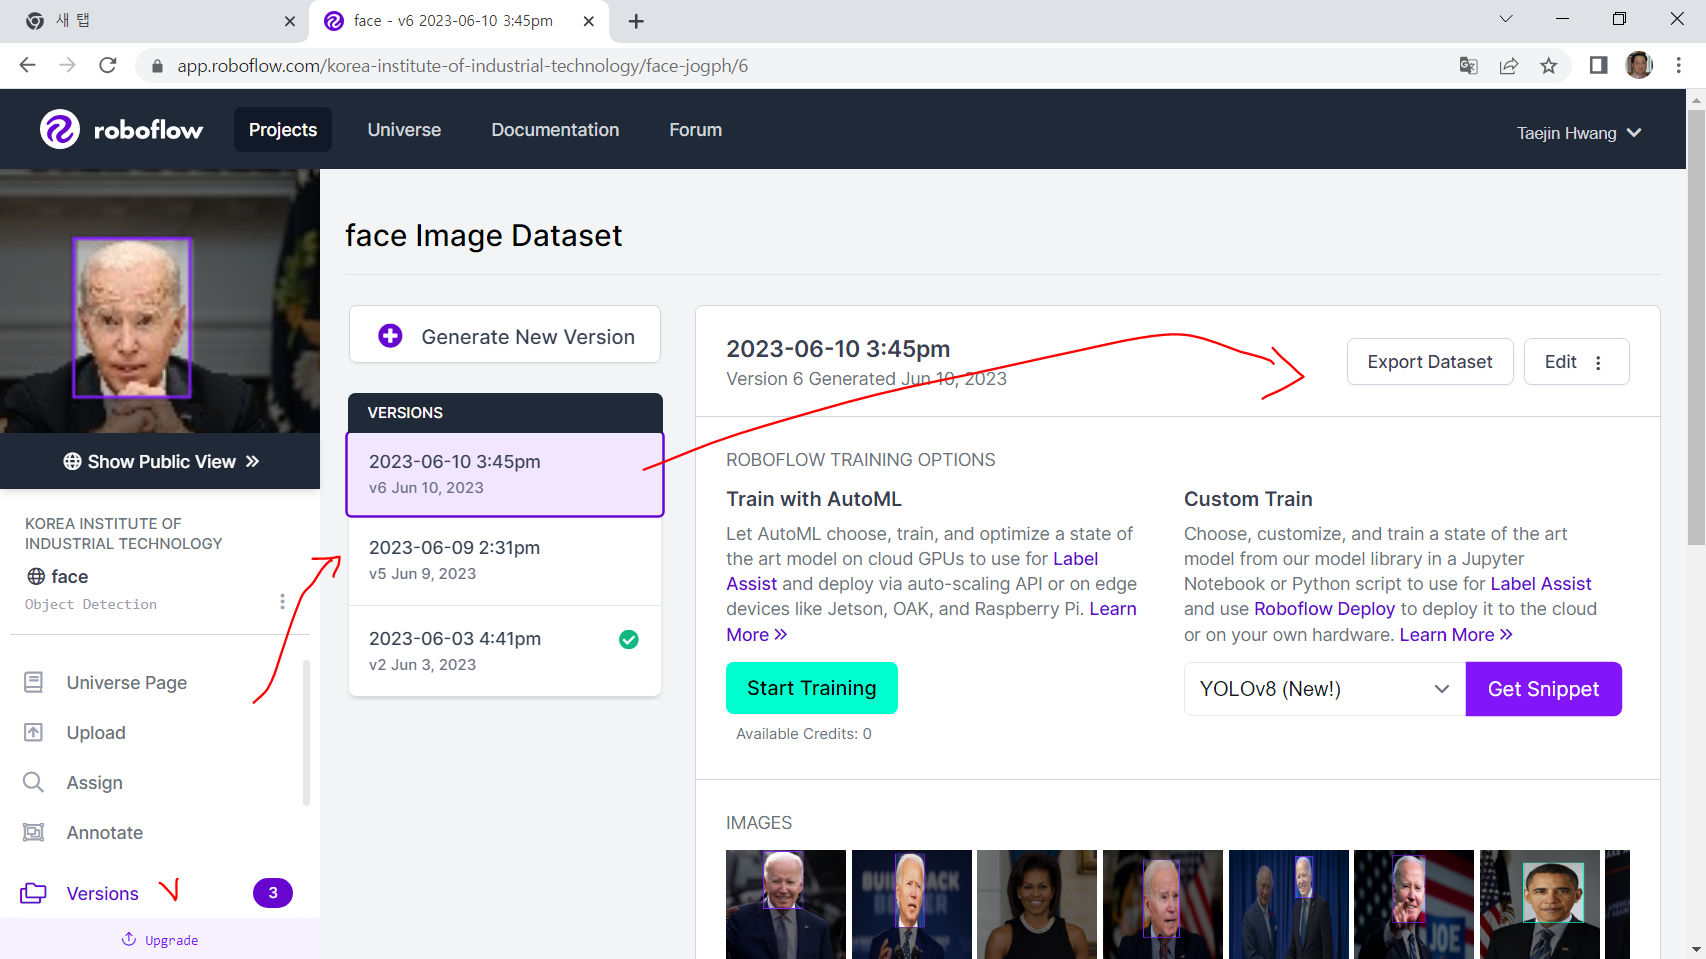 새 탭
face - v6 2023-06-10 3:45pm
app.roboflow.com/korea-institute-of-industrial-technology/face-jogph/6
roboflow
Projects
Universe
Documentation
Forum
Taejin Hwang
Show Public View
KOREA INSTITUTE OF
INDUSTRIAL TECHNOLOGY
face
Object Detection
Universe Page
Upload
Assign
Annotate
Versions
3
Upgrade
face Image Dataset
Generate New Version
VERSIONS
2023-06-10 3:45pm
v6 Jun 10, 2023
2023-06-09 2:31pm
v5 Jun 9, 2023
2023-06-03 4:41pm
v2 Jun 3, 2023
2023-06-10 3:45pm
Version 6 Generated Jun 10, 2023
Export Dataset
Edit
ROBOFLOW TRAINING OPTIONS
Train with AutoML
Let AutoML choose, train, and optimize a state of
the art model on cloud GPUs to use for Label
Assist and deploy via auto-scaling API or on edge
devices like Jetson, OAK, and Raspberry Pi. Learn
More
Start Training
Available Credits: 0
Custom Train
Choose, customize, and train a state of the art
model from our model library in a Jupyter
Notebook or Python script to use for Label Assist
and use Roboflow Deploy to deploy it to the cloud
or on your own hardware. Learn More
YOLOv8 (New!)
Get Snippet
IMAGES
JOE